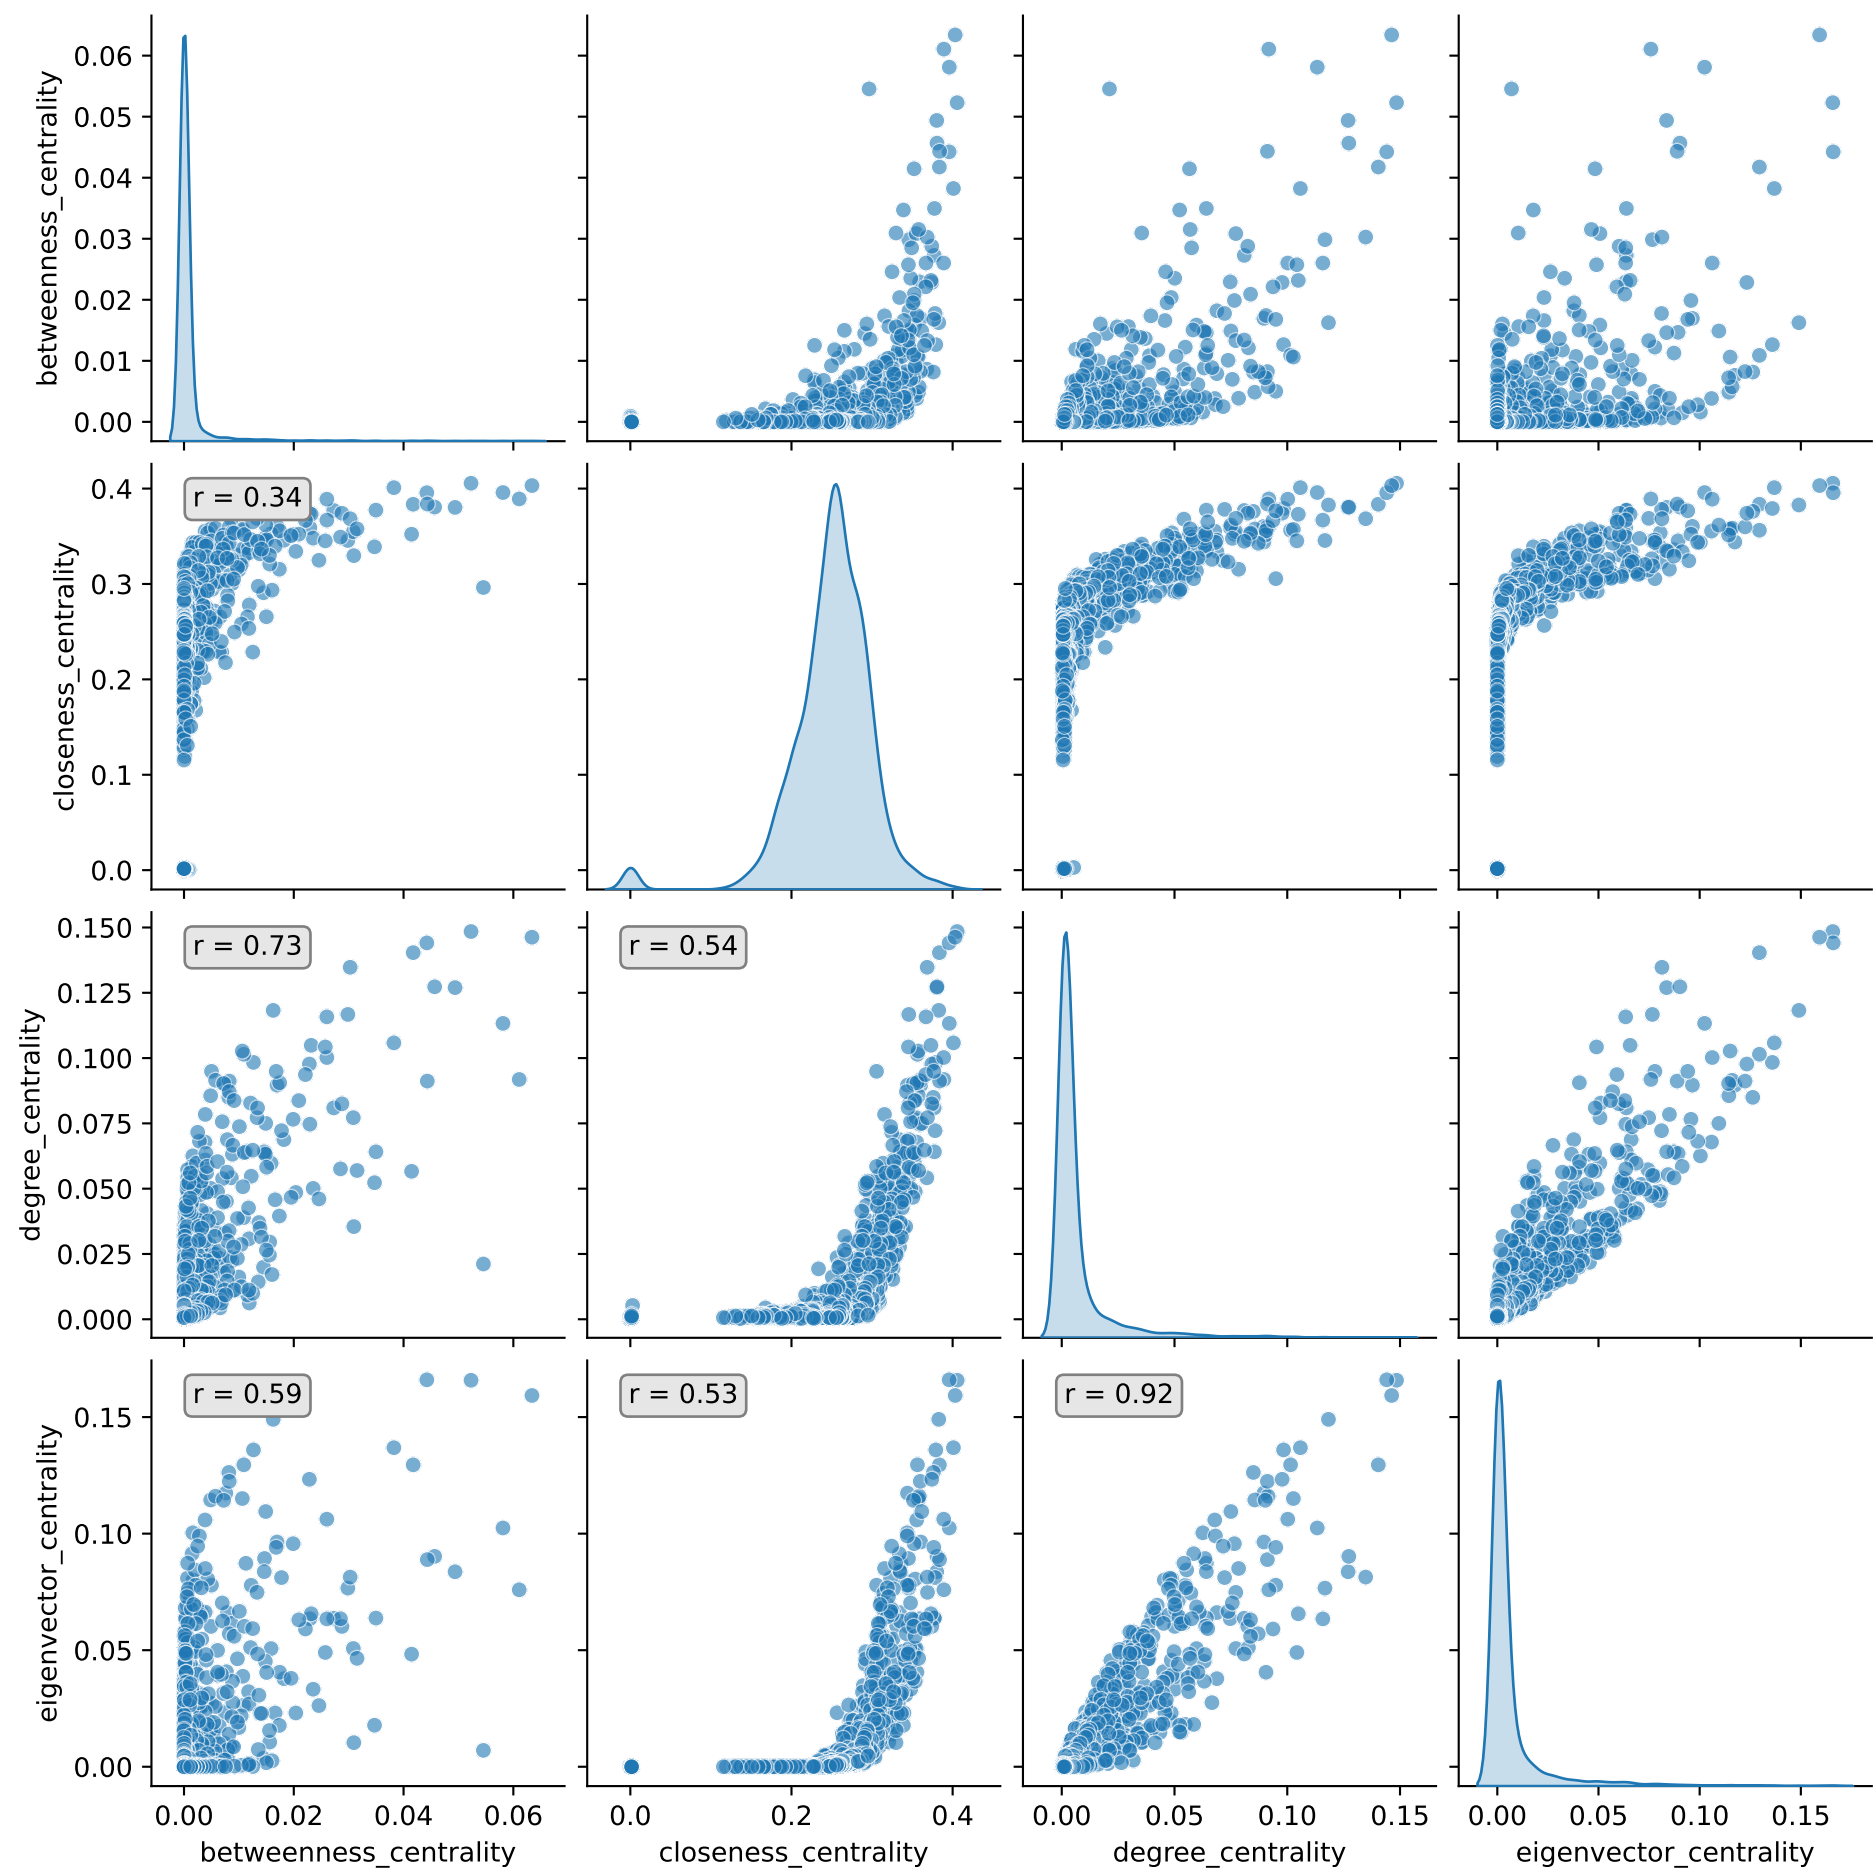 betweenness_centrality
0.06
0.05
0.04
0.03
0.02
0.01
0.00
closeness_centrality
0.4
0.3
0.2
0.1
0.0
r = 0.34
degree_centrality
0.150
0.125
0.100
0.075
0.050
0.025
0.000
r = 0.73
r = 0.54
eigenvector_centrality
0.15
0.10
0.05
0.00
r = 0.59
r = 0.53
r = 0.92
0.00 0.02 0.04 0.06
0.0 0.2 0.4
0.00 0.05 0.10 0.15
0.00 0.05 0.10 0.15
betweenness_centrality
closeness_centrality
degree_centrality
eigenvector_centrality